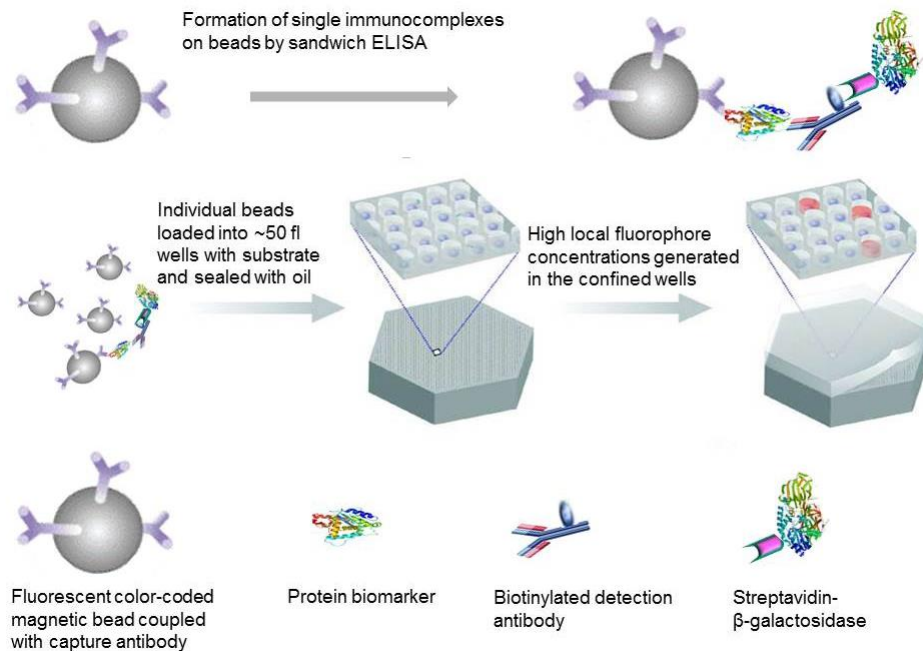 Formation of single immunocomplexes
on beads by sandwich ELISA
Individual beads
loaded into ~50 fl
wells with substrate
and sealed with oil
High local fluorophore
concentrations generated
in the confined wells
Fluorescent color-coded
magnetic bead coupled
with capture antibody
Protein biomarker
Biotinylated detection
antibody
Streptavidin-
β-galactosidase